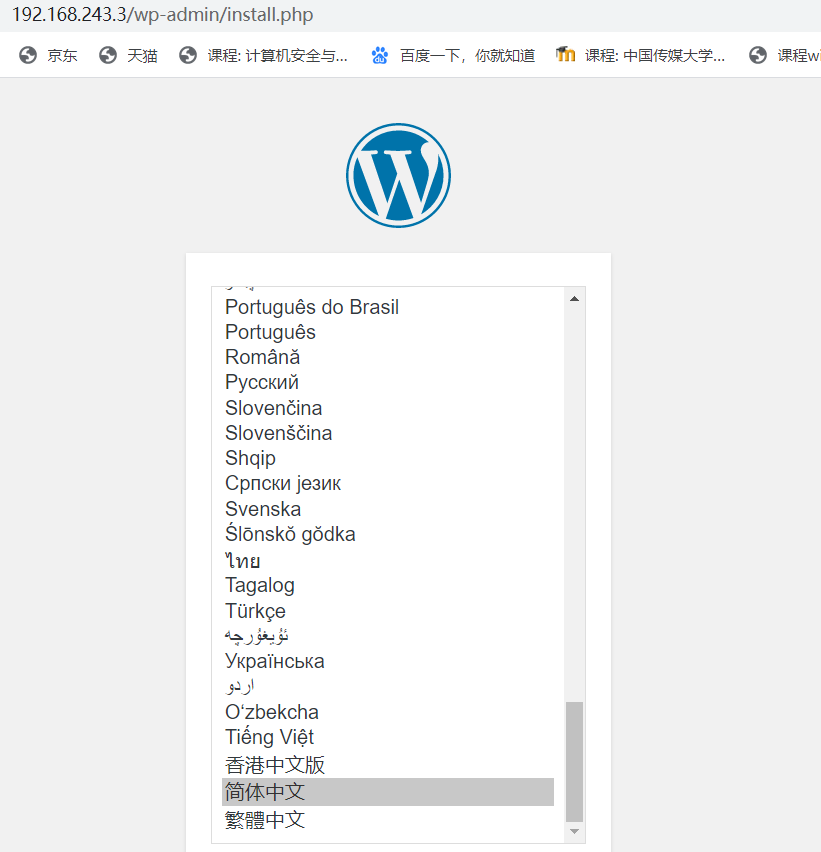 192.168.243.3/wp-admin/install.php
京东 天猫 课程: 计算机安全与... 百度一下，你就知道 课程: 中国传媒大学... 课程wi
Português do Brasil
Português
Română
Русский
Slovenčina
Slovenščina
Shqip
Српски језик
Svenska
Ślōnskŏ gŏdka
ไทย
Tagalog
Türkçe
ئۇيغۇرچە
Українська
اردو
O‘zbekcha
Tiếng Việt
香港中文版
简体中文
繁體中文